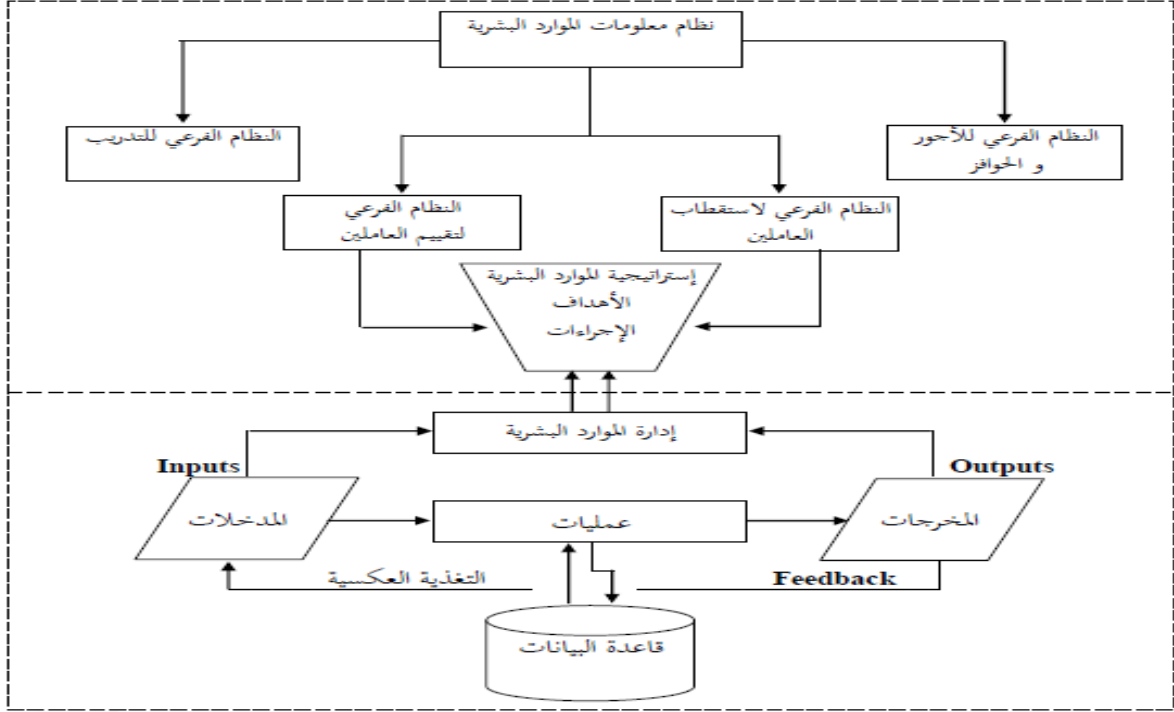 نظام معلومات الموارد البشرية
النظام الفرعي للأجور
و الحوافز
النظام الفرعي للتدريب
النظام الفرعي لاستقطاب
العاملين
النظام الفرعي
لتقييم العاملين
إستراتيجية الموارد البشرية
الأهداف
الإجراءات
إدارة الموارد البشرية
Inputs
Outputs
المدخلات
عمليات
المخرجات
التغذية العكسية
Feedback
قاعدة البيانات